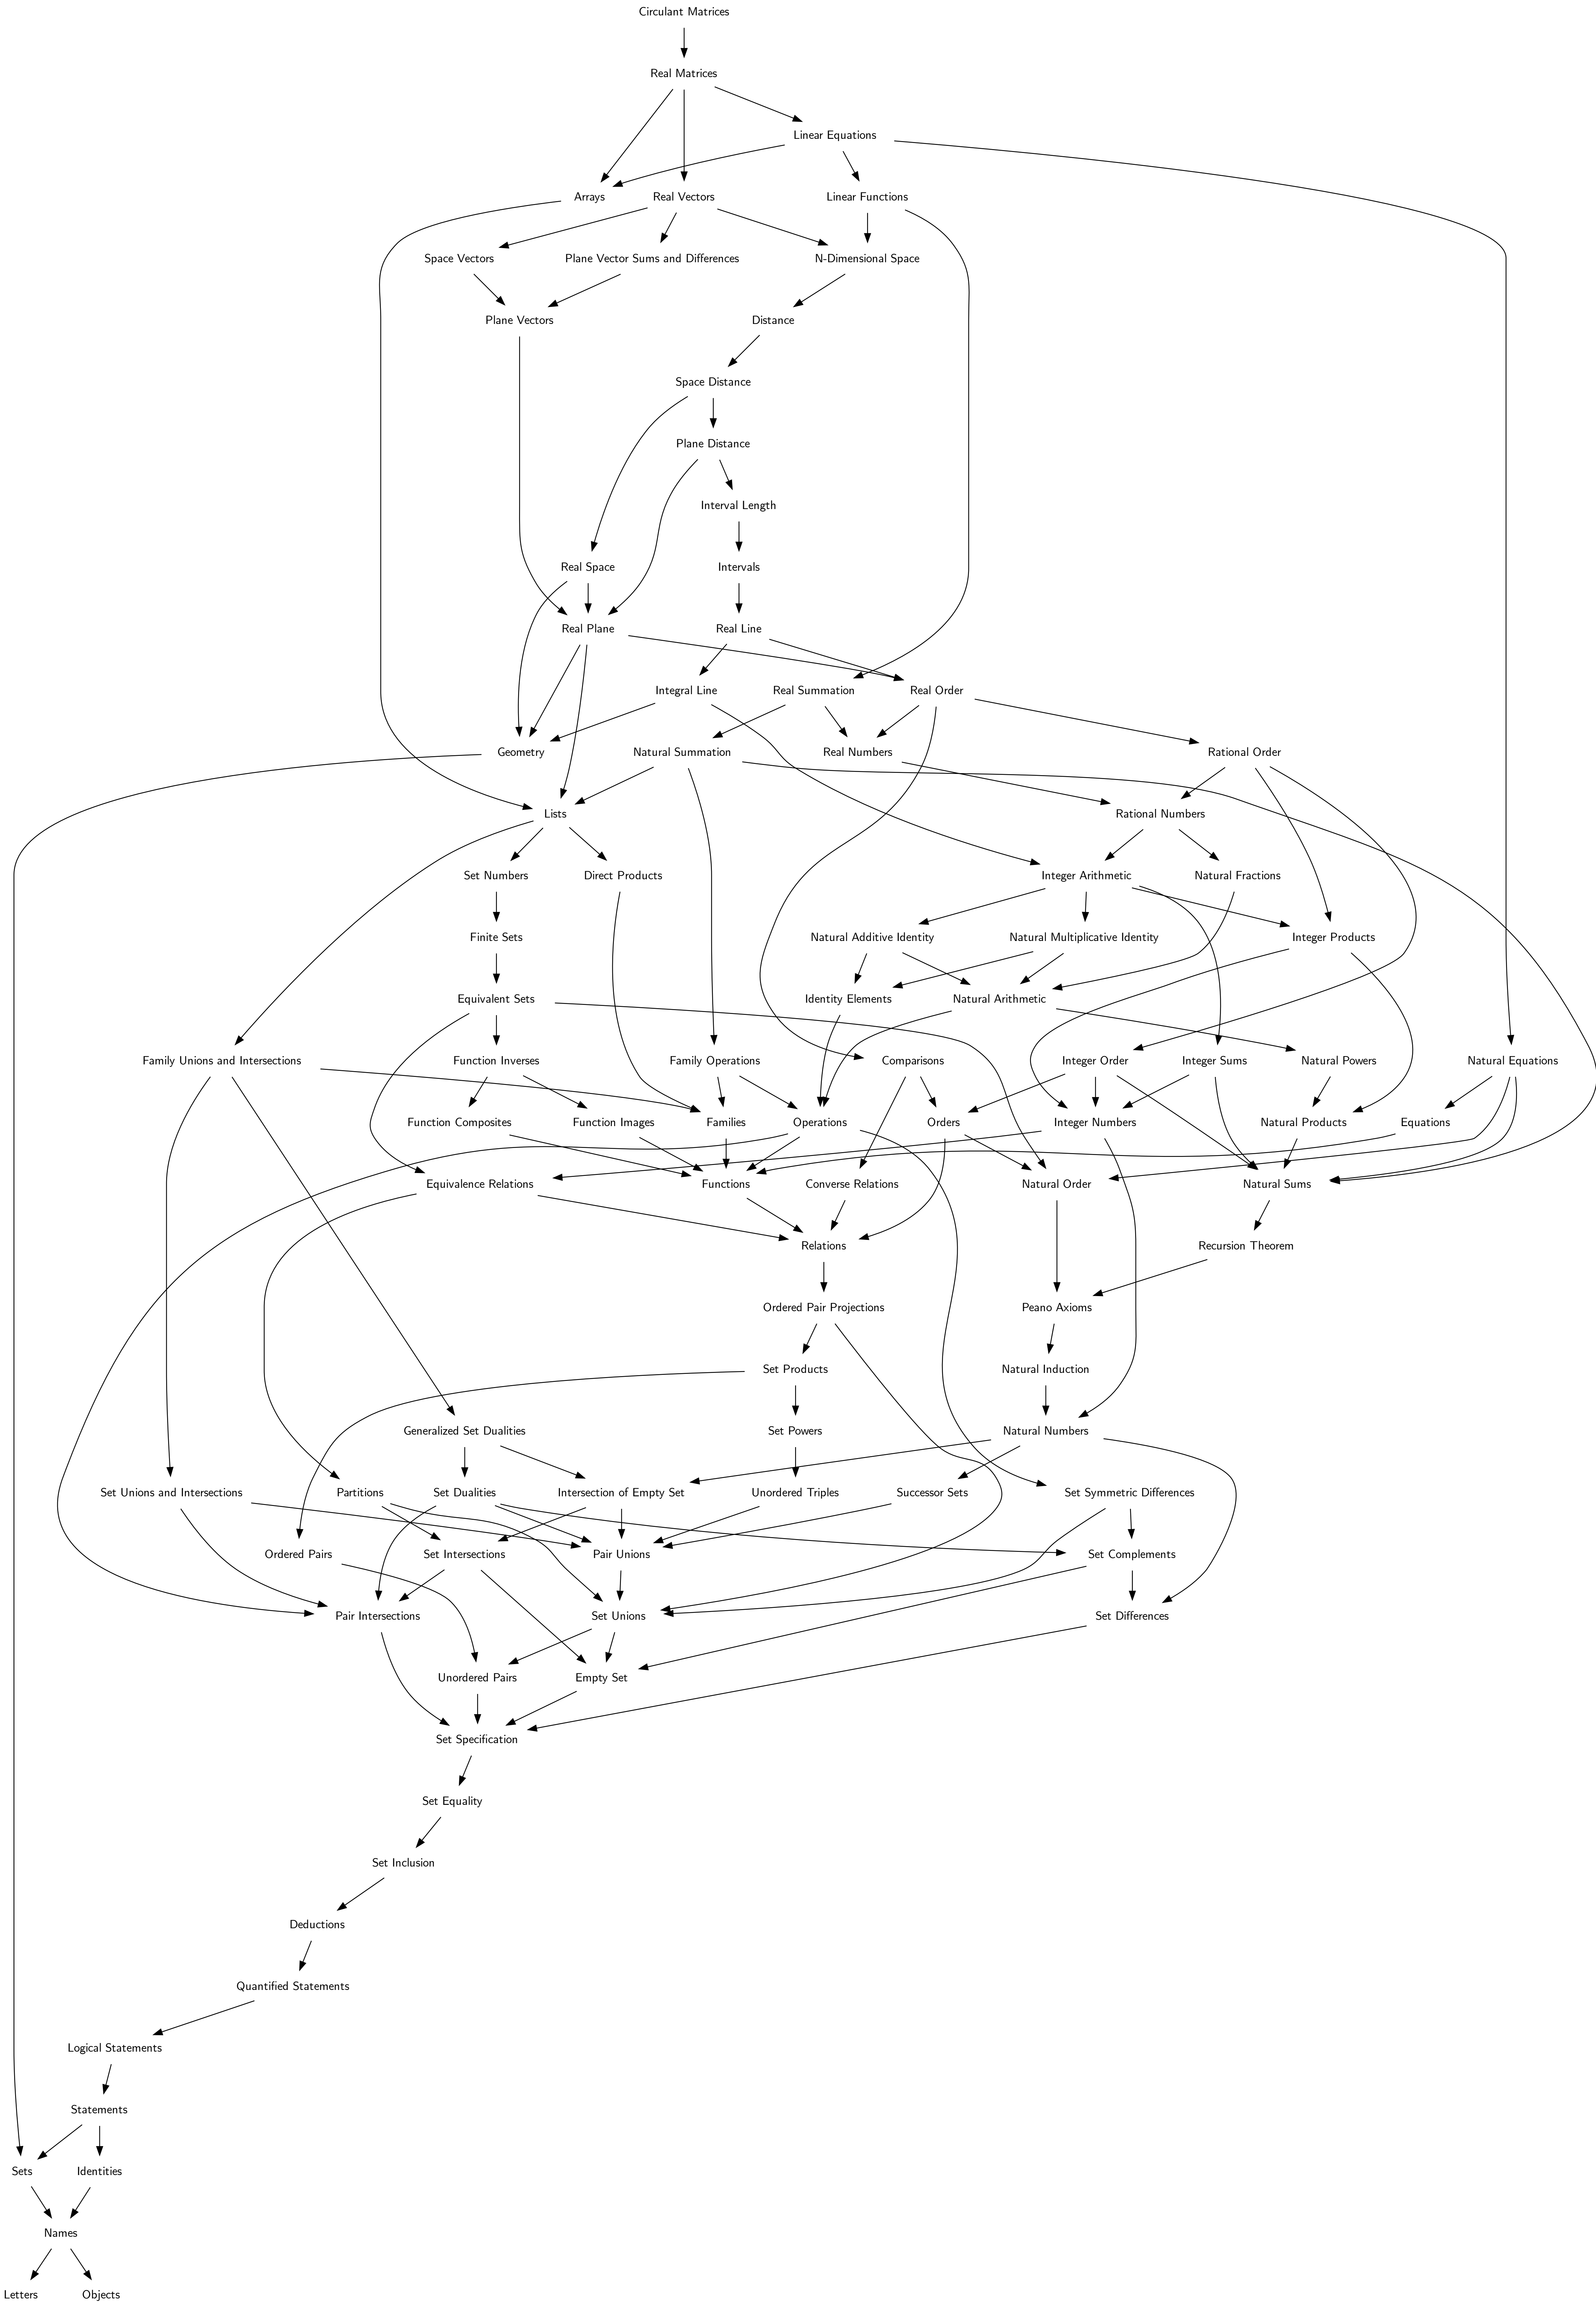 Circulant Matrices
Real Matrices
Linear Equations
Arrays
Real Vectors
Linear Functions
Space Vectors
Plane Vector Sums and Differences
N-Dimensional Space
Plane Vectors
Distance
Space Distance
Plane Distance
Interval Length
Real Space
Intervals
Real Plane
Real Line
Integral Line
Real Summation
Real Order
Geometry
Natural Summation
Real Numbers
Rational Order
Lists
Rational Numbers
Set Numbers
Direct Products
Integer Arithmetic
Natural Fractions
Finite Sets
Natural Additive Identity
Natural Multiplicative Identity
Integer Products
Equivalent Sets
Identity Elements
Natural Arithmetic
Family Unions and Intersections
Function Inverses
Family Operations
Comparisons
Integer Order
Integer Sums
Natural Powers
Natural Equations
Function Composites
Function Images
Families
Operations
Orders
Integer Numbers
Natural Products
Equations
Equivalence Relations
Functions
Converse Relations
Natural Order
Natural Sums
Relations
Recursion Theorem
Ordered Pair Projections
Peano Axioms
Set Products
Natural Induction
Generalized Set Dualities
Set Powers
Natural Numbers
Set Unions and Intersections
Partitions
Set Dualities
Intersection of Empty Set
Unordered Triples
Successor Sets
Set Symmetric Differences
Ordered Pairs
Set Intersections
Pair Unions
Set Complements
Pair Intersections
Set Unions
Set Differences
Unordered Pairs
Empty Set
Set Specification
Set Equality
Set Inclusion
Deductions
Quantified Statements
Logical Statements
Statements
Sets
Identities
Names
Letters
Objects